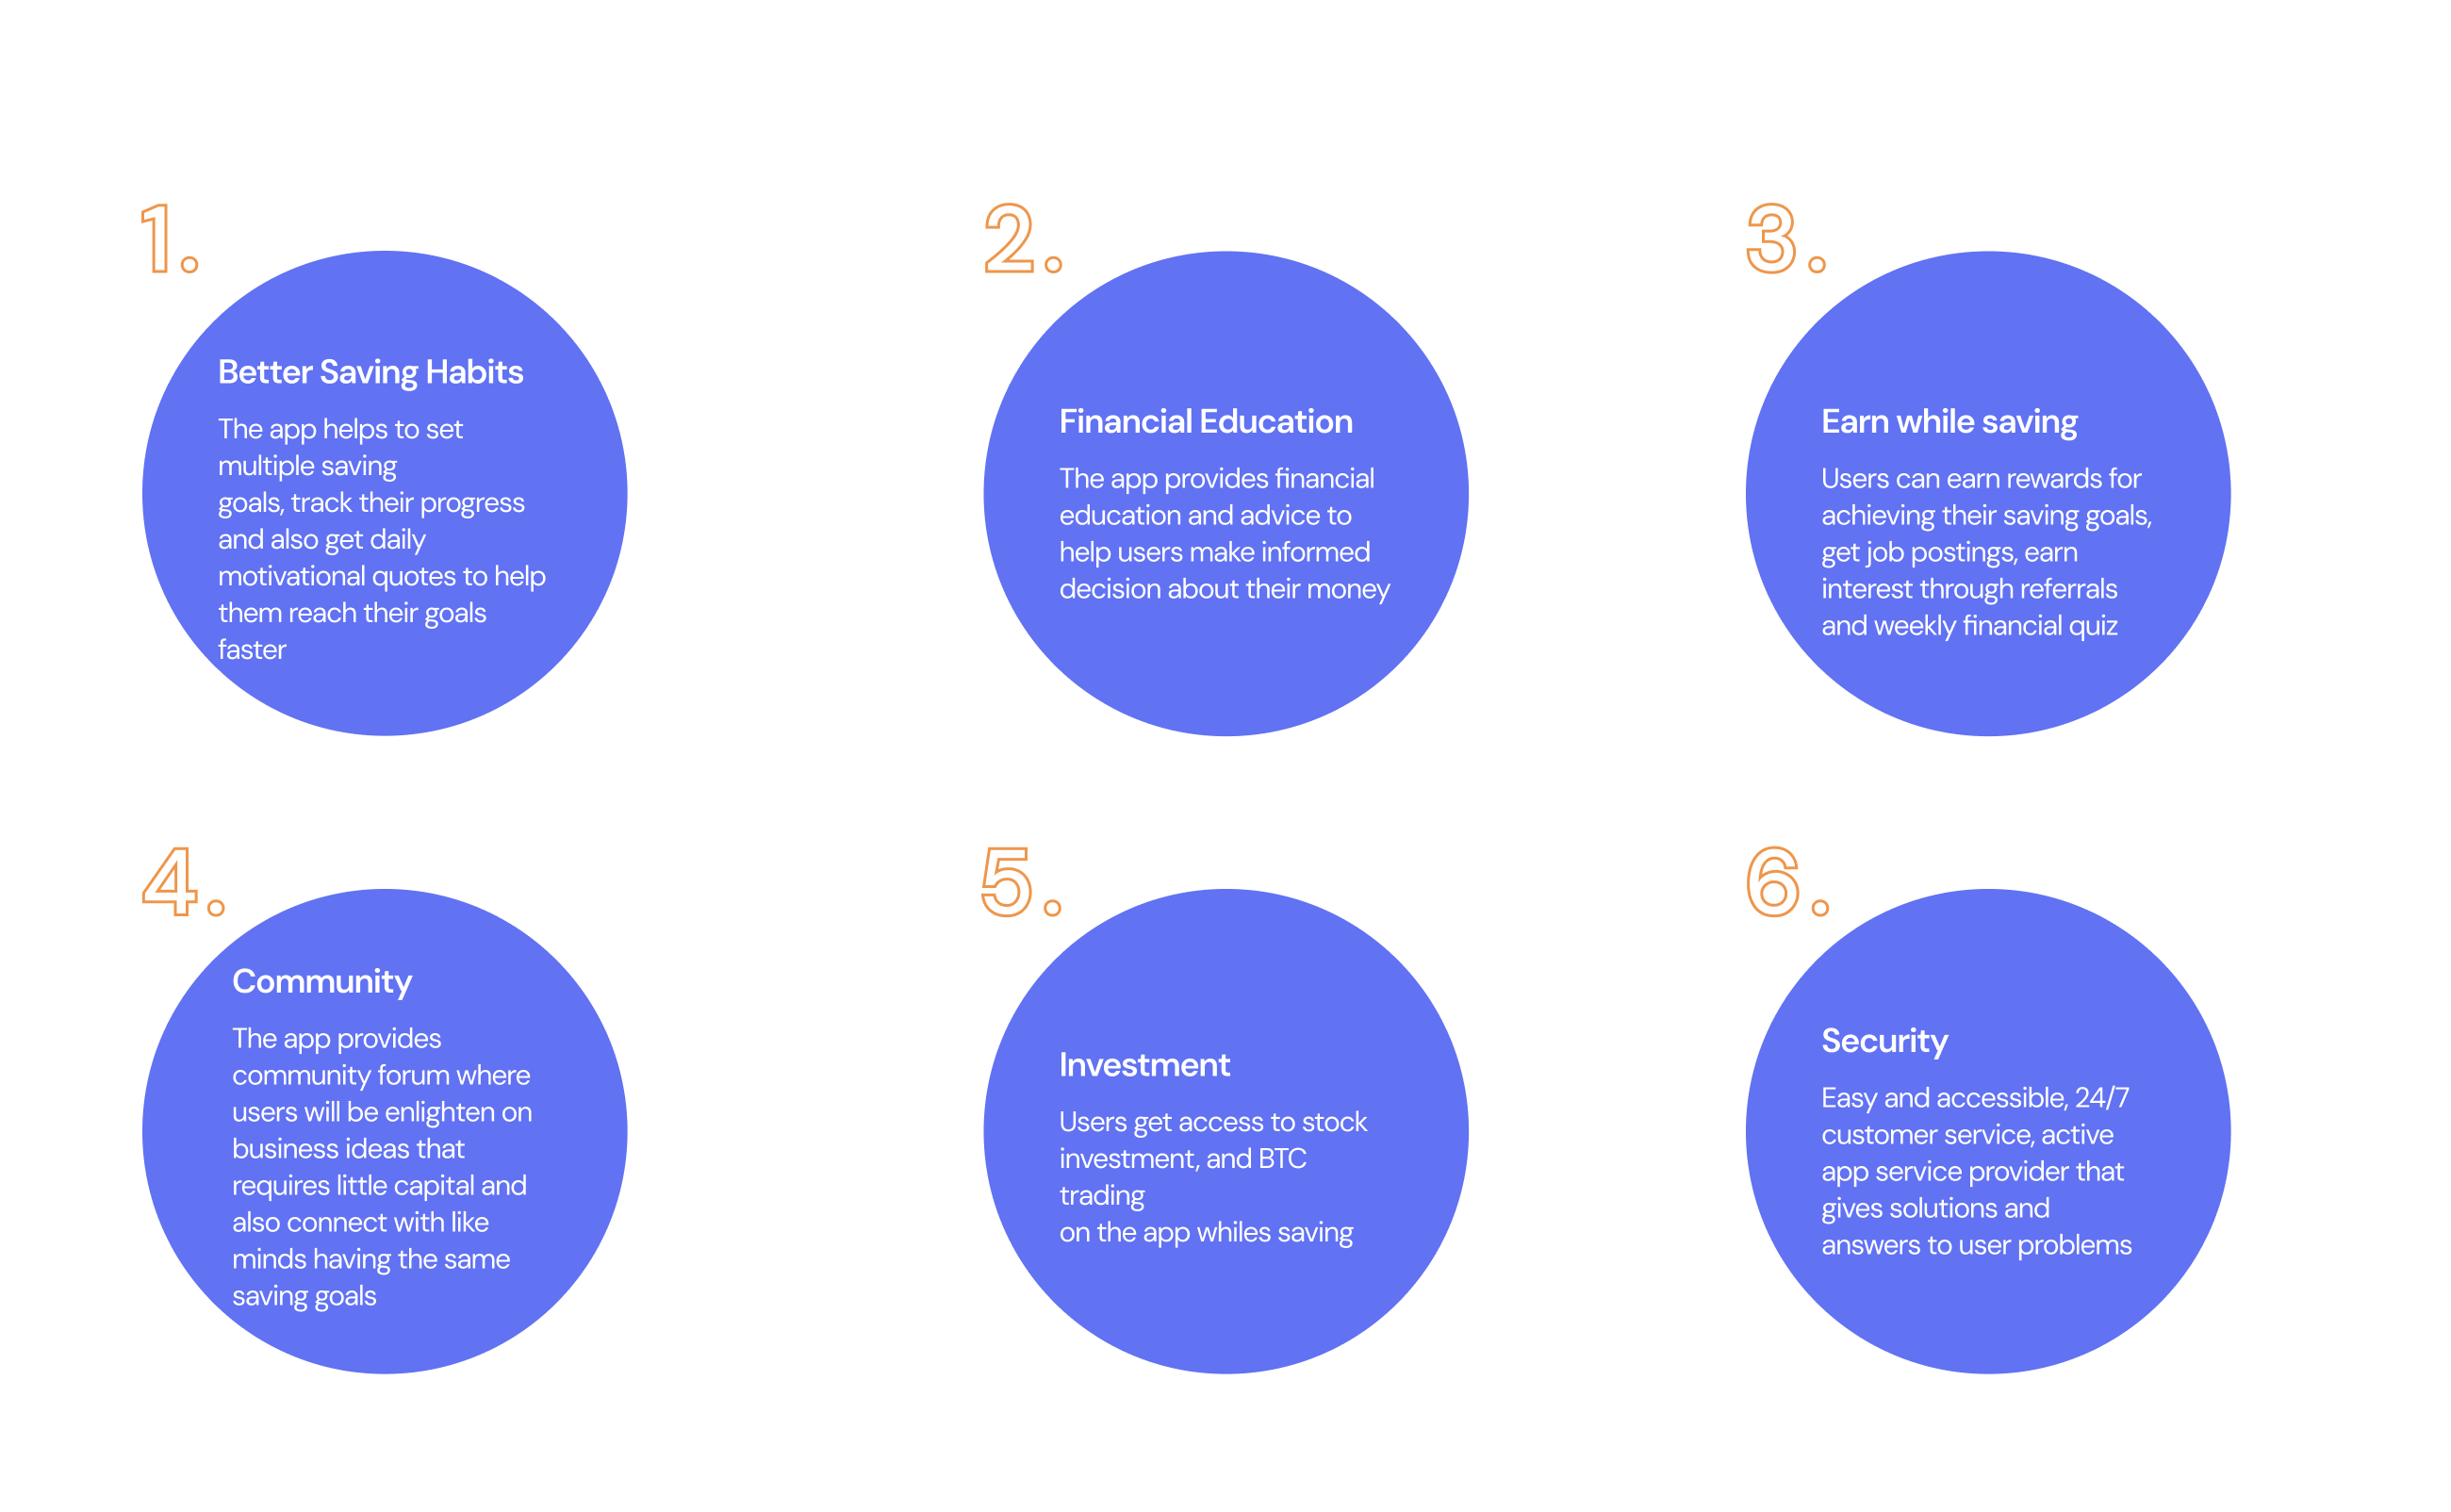 1.
Better Saving Habits
The app helps to set
multiple saving
goals, track their progress
and also get daily
motivational quotes to help
them reach their goals
faster
2.
Financial Education
The app provides financial
education and advice to
help users make informed
decision about their money
3.
Earn while saving
Users can earn rewards for
achieving their saving goals,
get job postings, earn
interest through referrals
and weekly financial quiz
4.
Community
The app provides
community forum where
users will be enlighten on
business ideas that
requires little capital and
also connect with like
minds having the same
saving goals
5.
Investment
Users get access to stock
investment, and BTC
trading
on the app whiles saving
6.
Security
Easy and accessible, 24/7
customer service, active
app service provider that
gives solutions and
answers to user problems